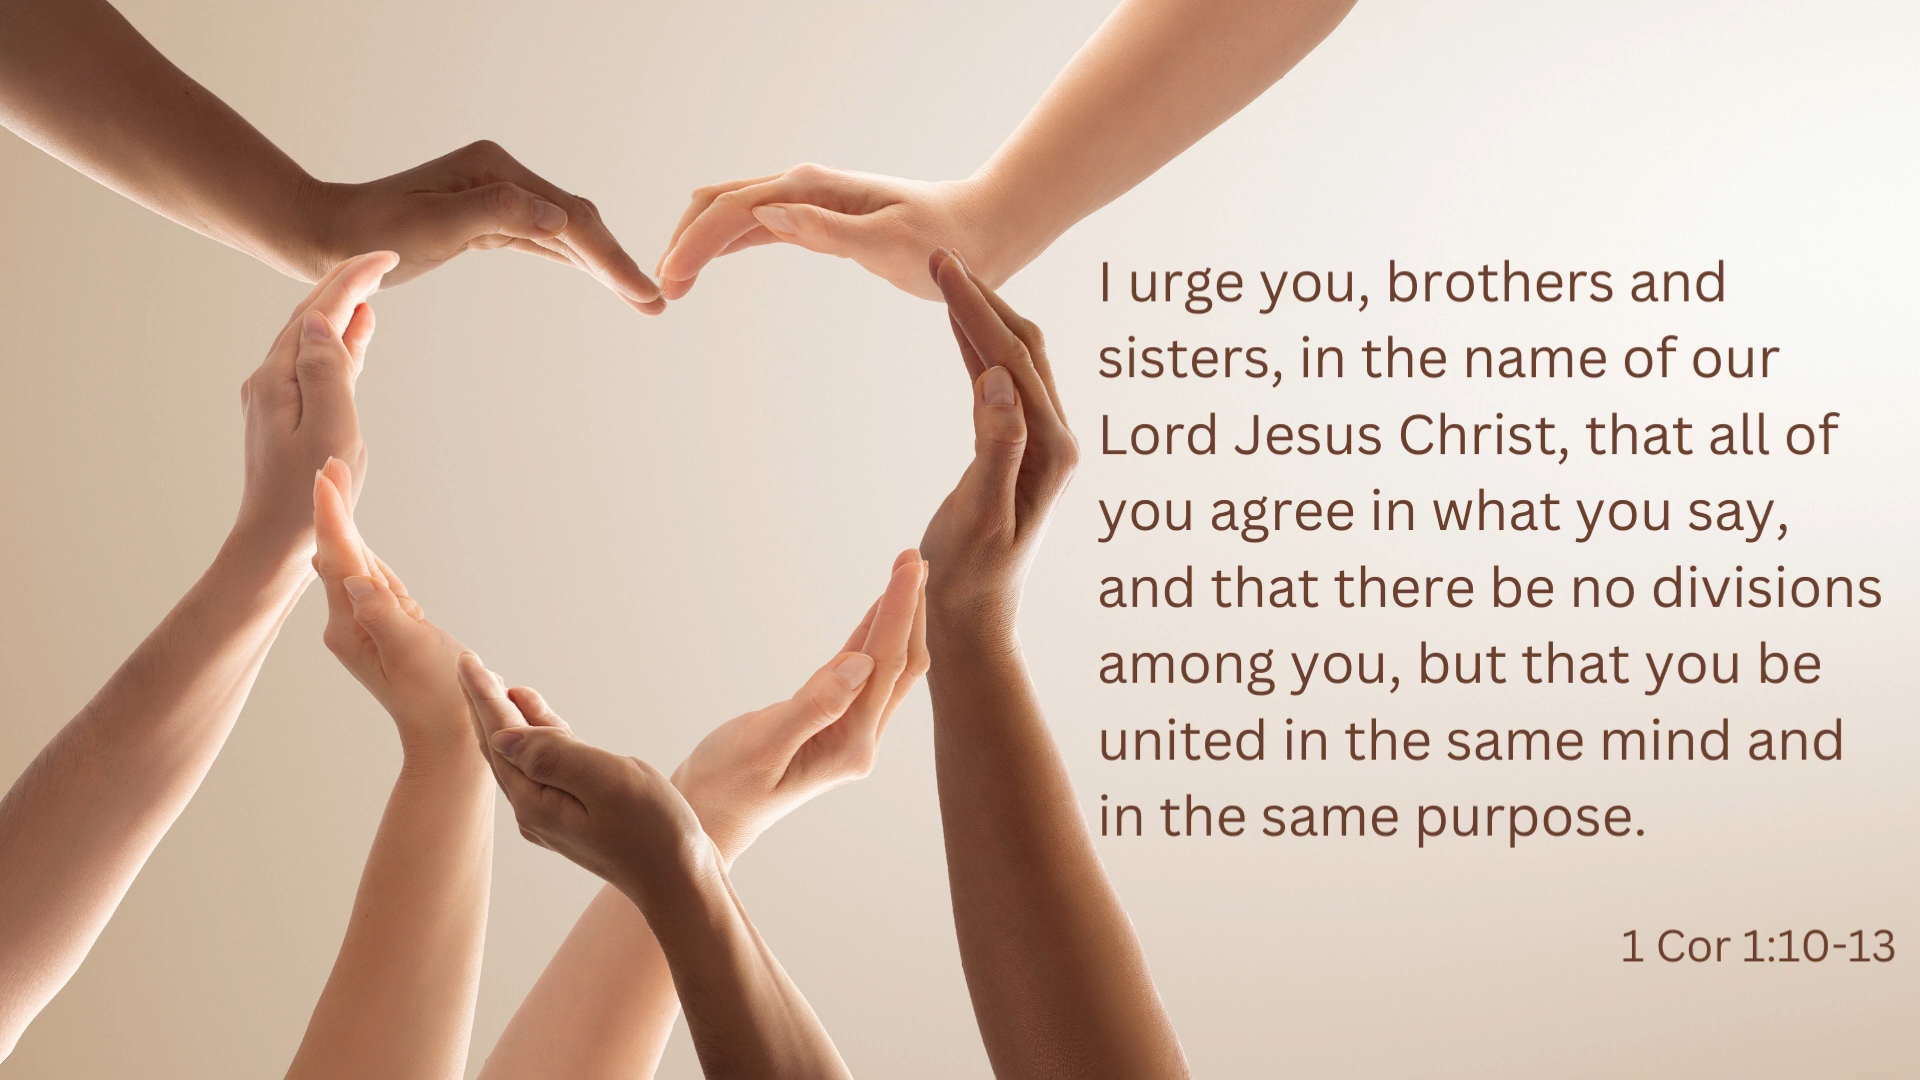 I urge you, brothers and
sisters, in the name of our
Lord Jesus Christ, that all of
you agree in what you say,
and that there be no divisions
among you, but that you be
united in the same mind and
in the same purpose.
1 Cor 1:10-13